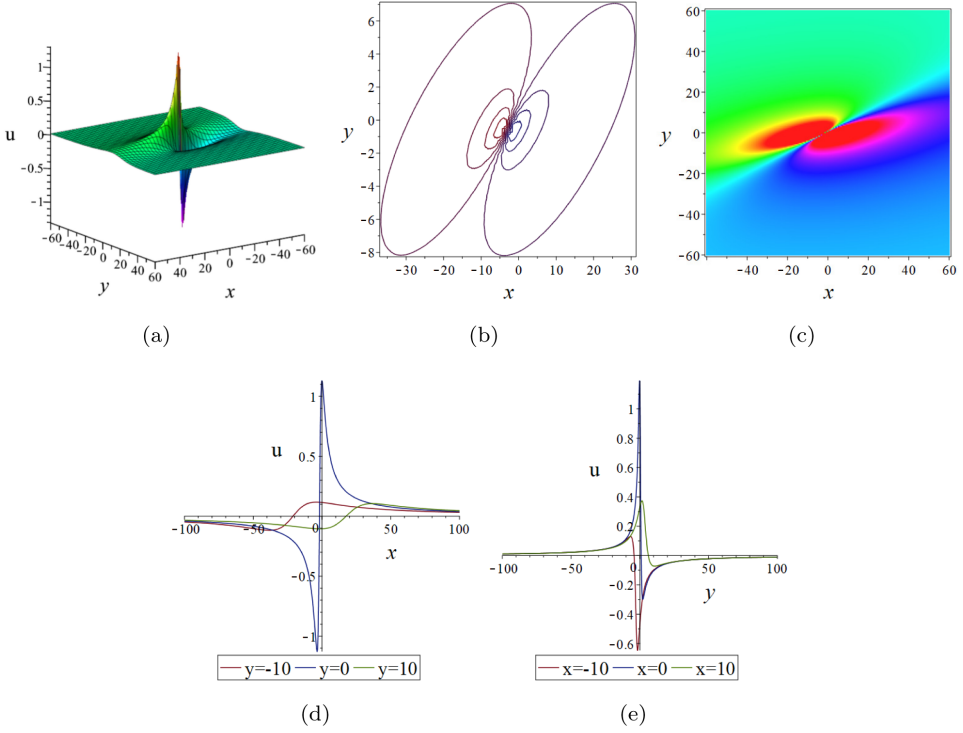 u
1
0.5
0
−0.5
−1
−60 −40 −20 0 20 40 60
60 40 20 0 −20 −40 −60
y
x
(a)
6
4
2
y 0
−2
−4
−6
−8
−30 −20 −10 0 10 20 30
x
(b)
60
40
20
y 0
−20
−40
−60
−40 −20 0 20 40 60
x
(c)
1
u
0.5
−100 −50 0 50 100
x
−0.5
−1
y=-10 y=0 y=10
(d)
1
0.8
u
0.6
0.4
0.2
−100 −50 0 50 100
y
−0.2
−0.4
−0.6
x=-10 x=0 x=10
(e)